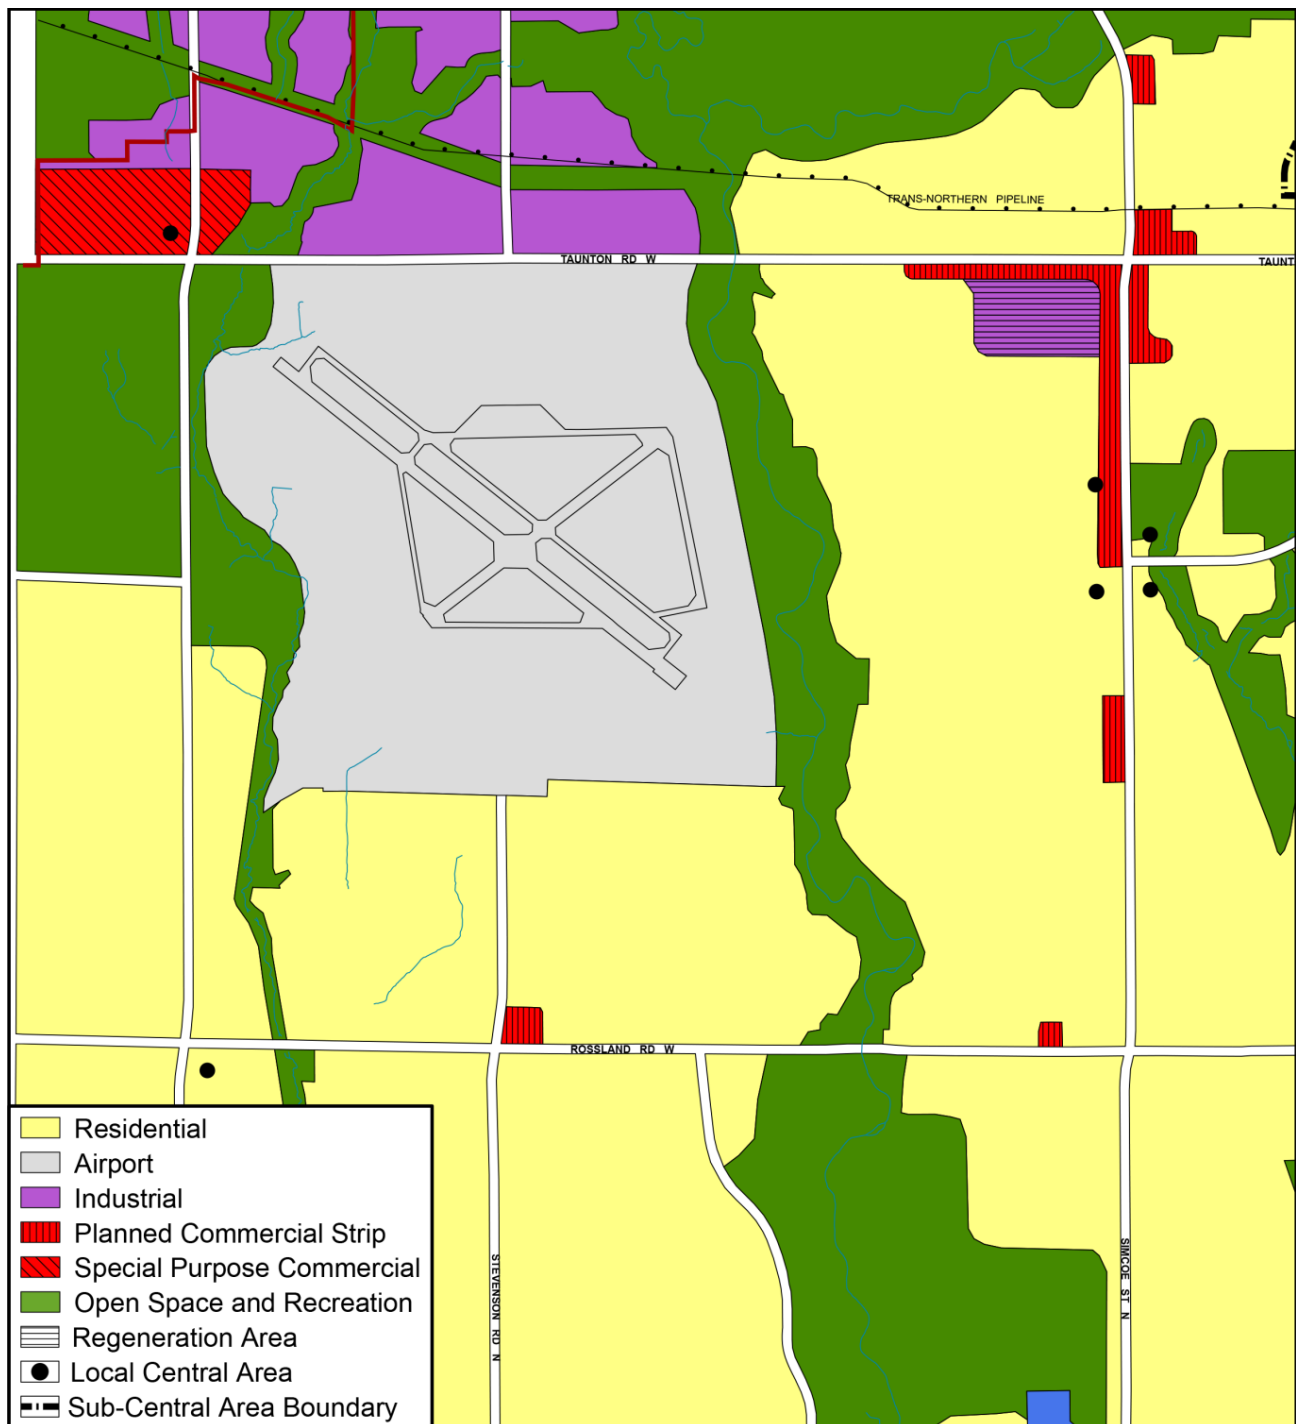 TRANS-NORTHERN PIPELINE
TAUNTON RD W
TAUNT
ROSSLAND RD W
STEVENSON RD N
SIMCOE ST N
Residential
Airport
Industrial
Planned Commercial Strip
Special Purpose Commercial
Open Space and Recreation
Regeneration Area
Local Central Area
Sub-Central Area Boundary